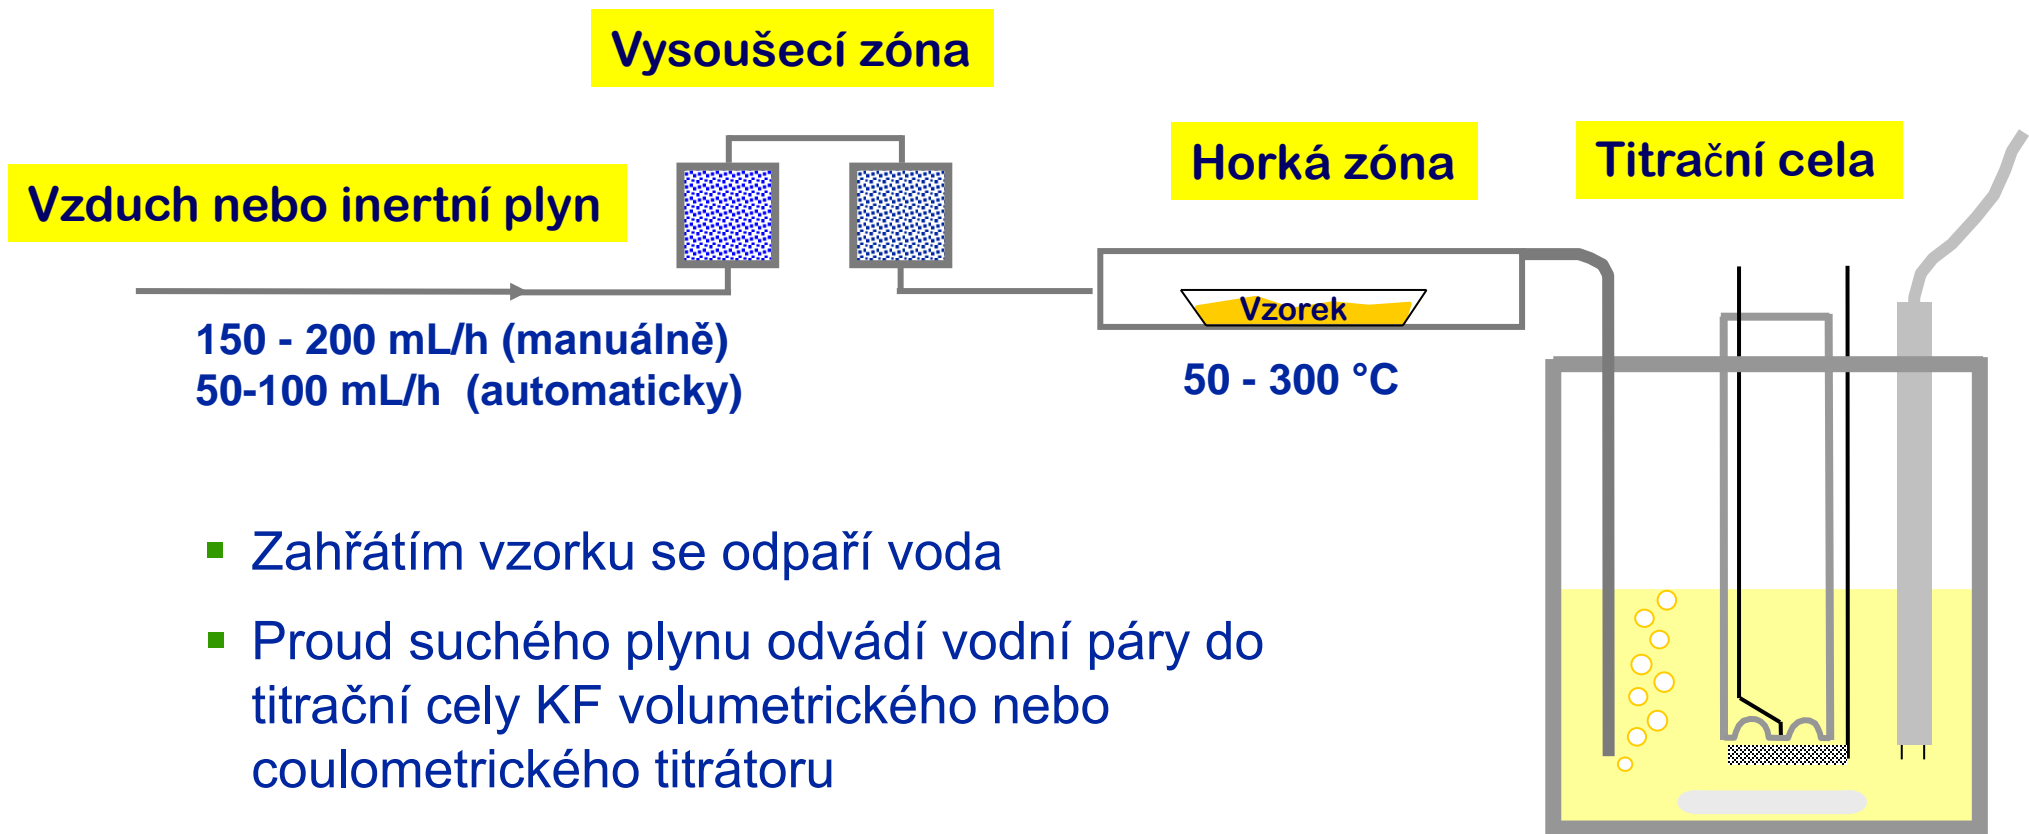 Vysoušecí zóna
Vzduch nebo inertní plyn
Horká zóna
Titrační cela
Vzorek
150 - 200 mL/h (manuálně)
50-100 mL/h (automaticky)
50 - 300 °C
Zahřátím vzorku se odpaří voda
Proud suchého plynu odvádí vodní páry do
titrační cely KF volumetrického nebo
coulometrického titrátoru